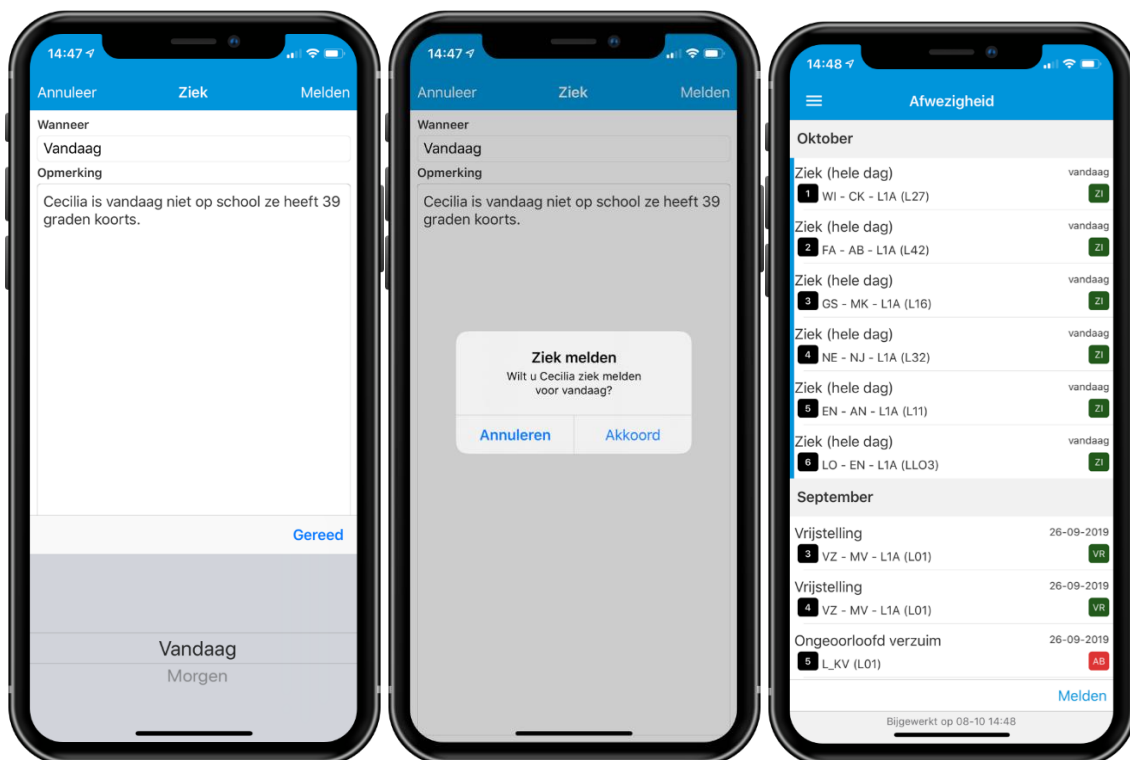 14:47
Annuleer Ziek Melden
Wanneer
Vandaag
Opmerking
Cecilia is vandaag niet op school ze heeft 39
graden koorts.
Gereed
Vandaag
Morgen
14:47
Annuleer Ziek Melden
Wanneer
Vandaag
Opmerking
Cecilia is vandaag niet op school ze heeft 39
graden koorts.
Ziek melden
Wilt u Cecilia ziek melden
voor vandaag?
Annuleren Akkoord
14:48
Afwezigheid
Oktober
Ziek (hele dag) vandaag
1 WI - CK - L1A (L27) ZI
Ziek (hele dag) vandaag
2 FA - AB - L1A (L42) ZI
Ziek (hele dag) vandaag
3 GS - MK - L1A (L16) ZI
Ziek (hele dag) vandaag
4 NE - NJ - L1A (L32) ZI
Ziek (hele dag) vandaag
5 EN - AN - L1A (L11) ZI
Ziek (hele dag) vandaag
6 LO - EN - L1A (LLO3) ZI
September
Vrijstelling 26-09-2019
3 VZ - MV - L1A (L01) VR
Vrijstelling 26-09-2019
4 VZ - MV - L1A (L01) VR
Ongeoorloofd verzuim 26-09-2019
5 L_KV (L01) AB
Melden
Bijgewerkt op 08-10 14:48